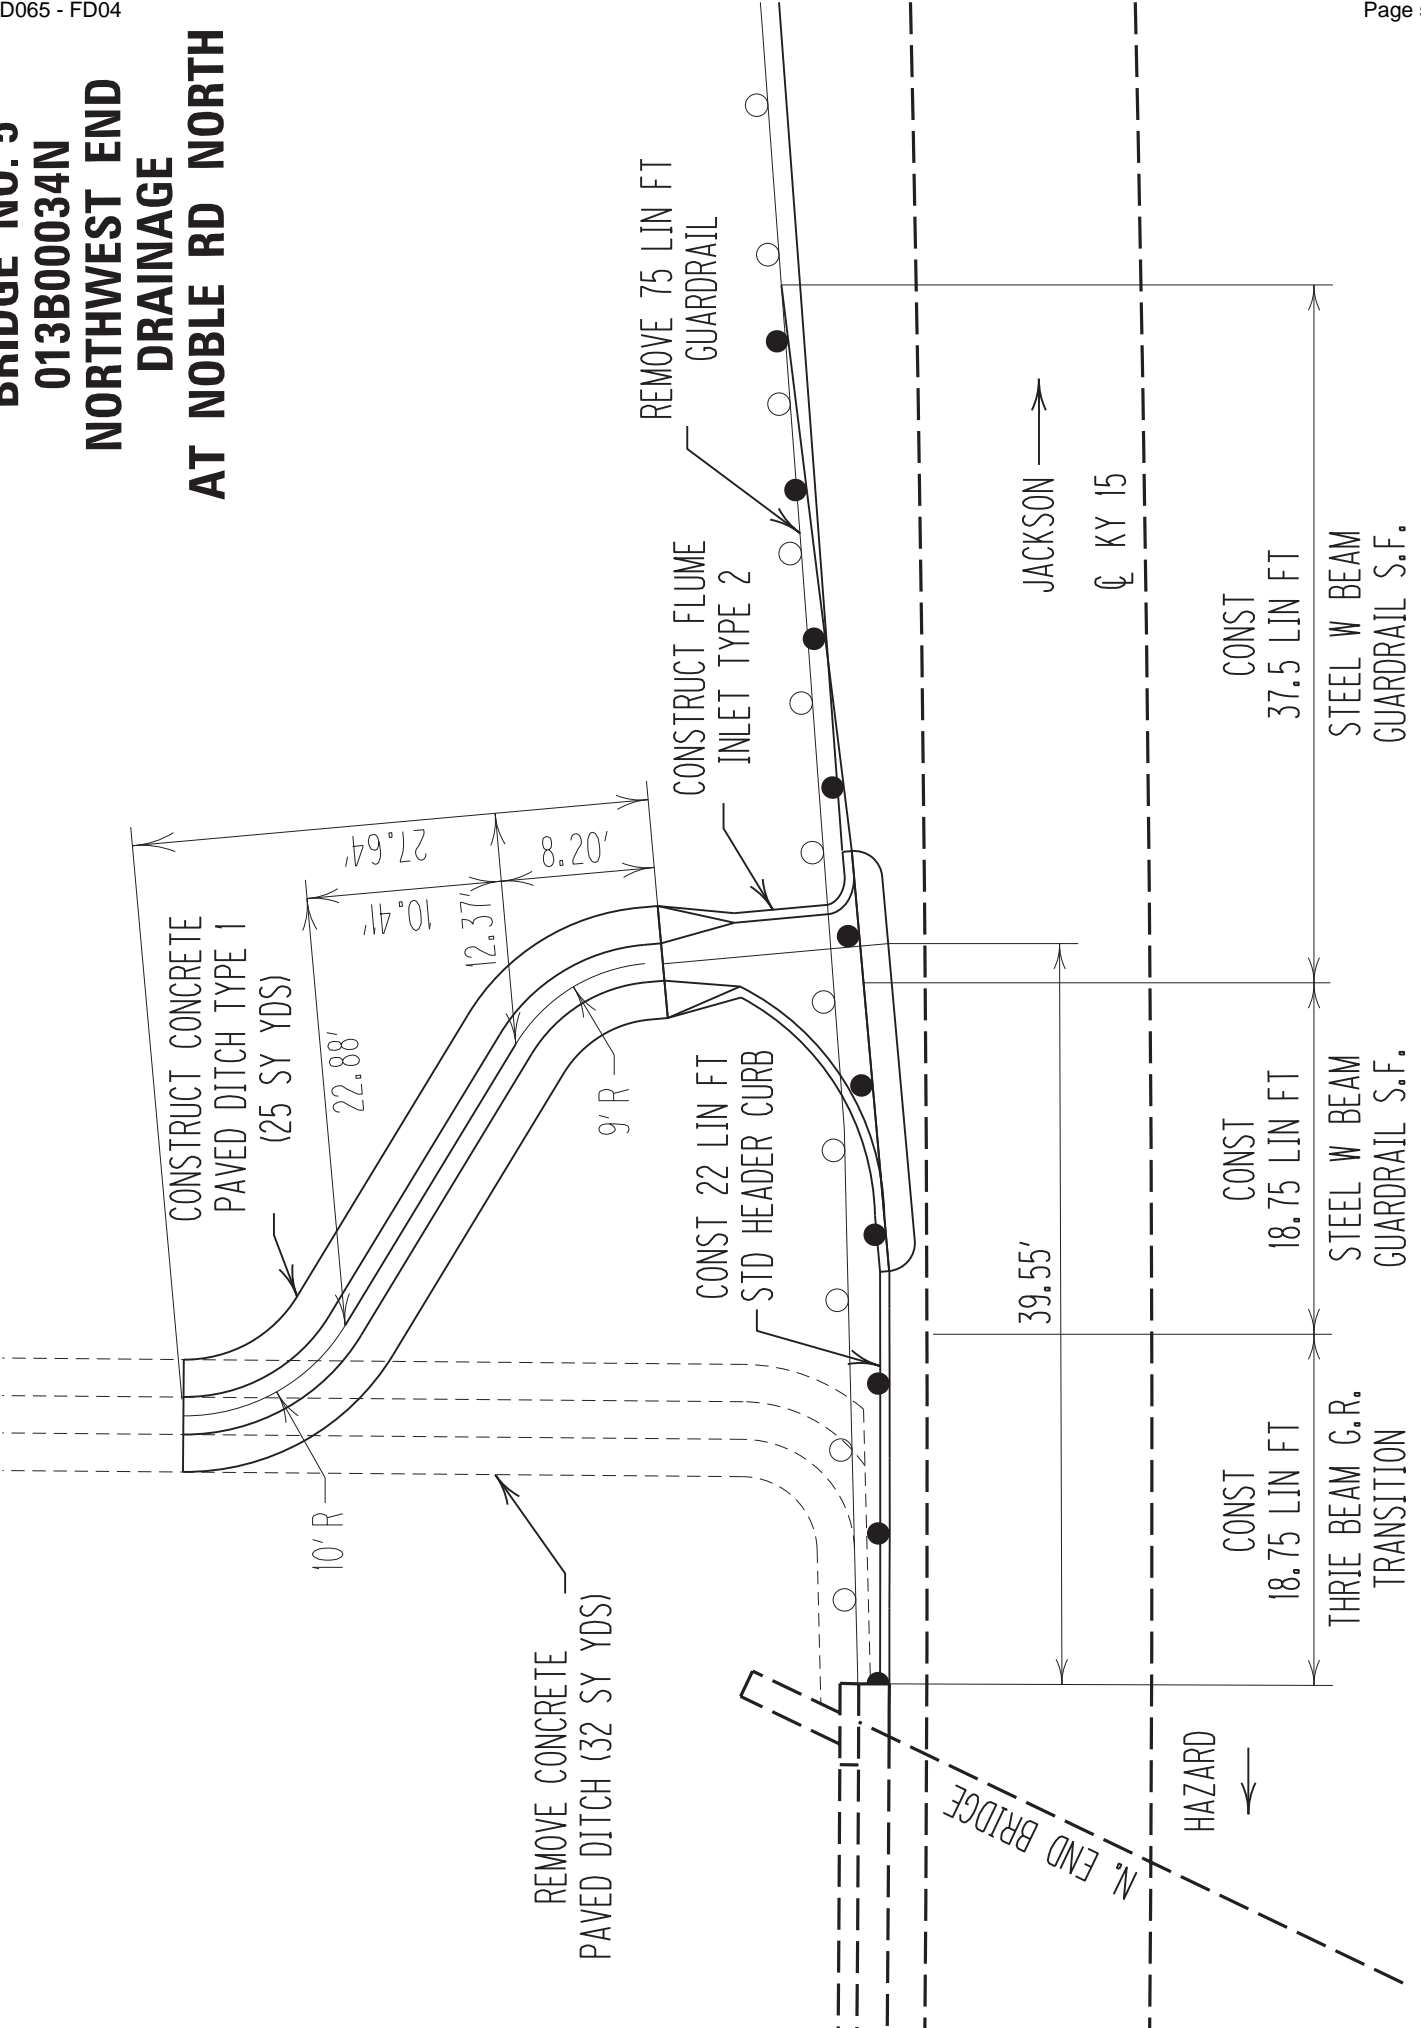 D065 - FD04
Page 5
BRIDGE NO. 5
013B00034N
NORTHWEST END
DRAINAGE
AT NOBLE RD NORTH
REMOVE 75 LIN FT
GUARDRAIL
CONSTRUCT FLUME
INLET TYPE 2
CONSTRUCT CONCRETE
PAVED DITCH TYPE 1
(25 SY YDS)
27.64'
8.20'
10.41'
12.37'
22.88'
9' R
10' R
CONST 22 LIN FT
STD HEADER CURB
REMOVE CONCRETE
PAVED DITCH (32 SY YDS)
JACKSON
℄ KY 15
39.55'
HAZARD
N. END BRIDGE
CONST
37.5 LIN FT
STEEL W BEAM
GUARDRAIL S.F.
CONST
18.75 LIN FT
STEEL W BEAM
GUARDRAIL S.F.
CONST
18.75 LIN FT
THRIE BEAM G.R.
TRANSITION